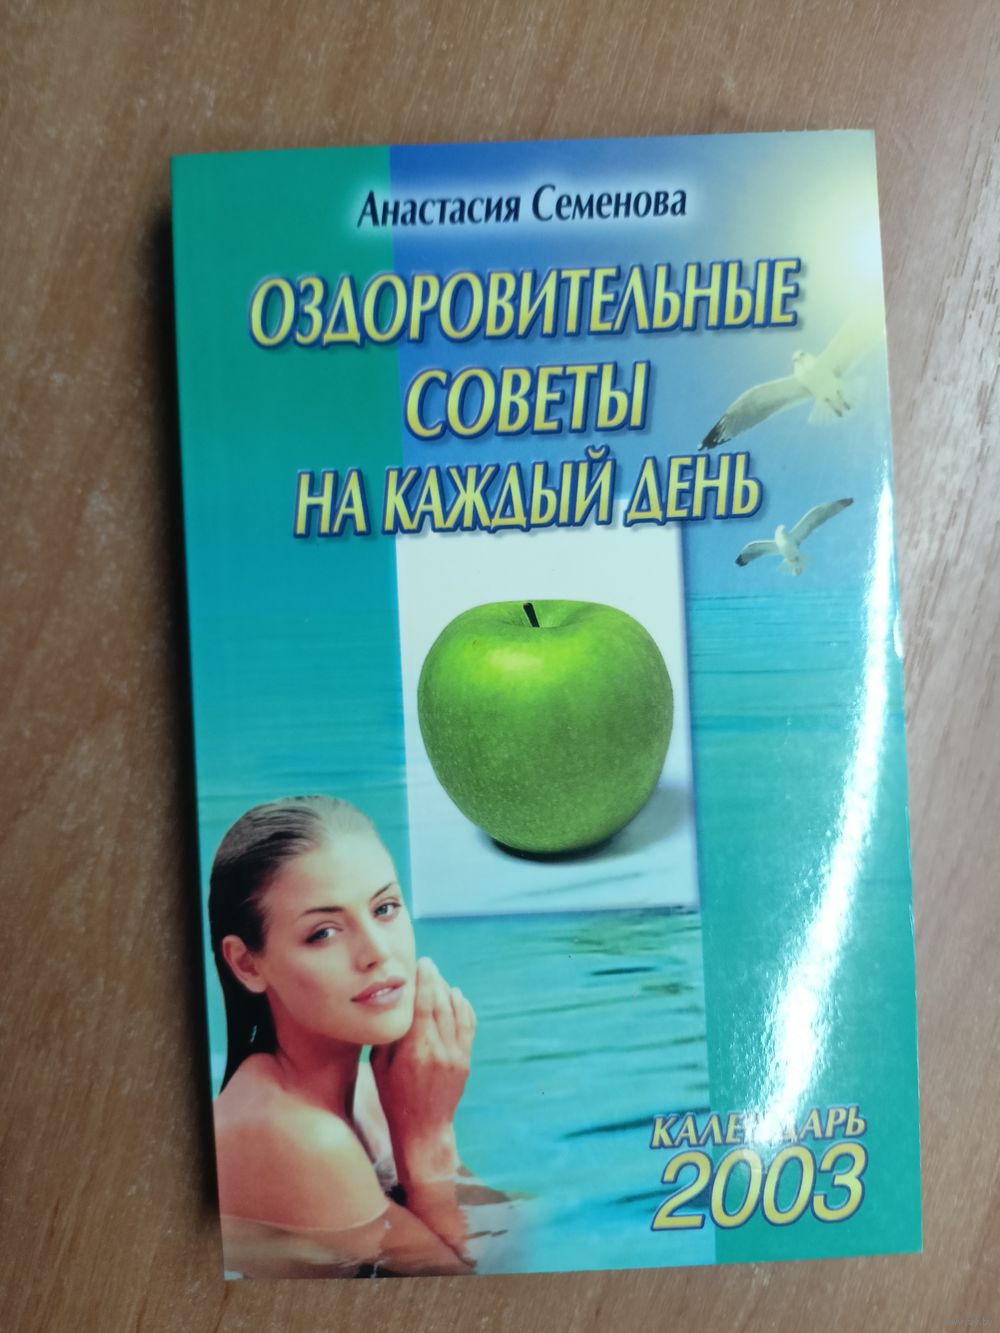 Анастасия Семенова
ОЗДОРОВИТЕЛЬНЫЕ
СОВЕТЫ
НА КАЖДЫЙ ДЕНЬ
КАЛЕНДАРЬ
2003